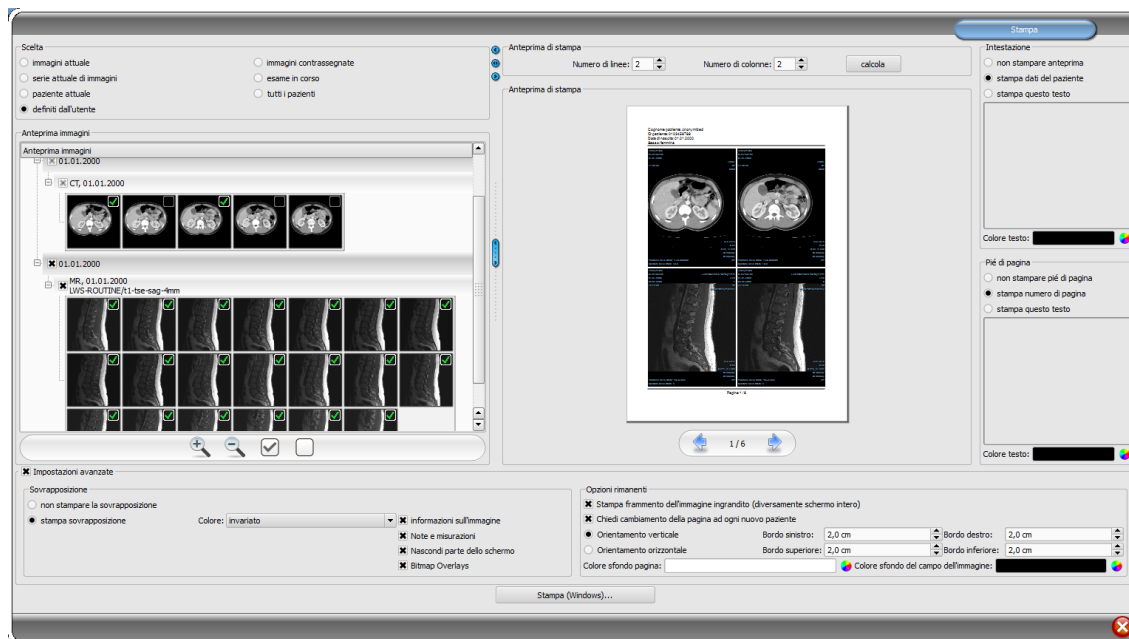 Stampa
Scelta
immagini attuale
immagini contrassegnate
serie attuale di immagini
esame in corso
paziente attuale
tutti i pazienti
definiti dall'utente
Anteprima immagini
Anteprima immagini
01.01.2000
CT, 01.01.2000
01.01.2000
MR, 01.01.2000
LWS-ROUTINE/t1-tse-sag-4mm
Anteprima di stampa
Numero di linee: 2
Numero di colonne: 2
calcola
Anteprima di stampa
Pagina 1 / 6
1 / 6
Intestazione
non stampare anteprima
stampa dati del paziente
stampa questo testo
Colore testo:
Pié di pagina
non stampare pié di pagina
stampa numero di pagina
stampa questo testo
Colore testo:
Impostazioni avanzate
Sovrapposizione
non stampare la sovrapposizione
stampa sovrapposizione
Colore: invariato
informazioni sull'immagine
Note e misurazioni
Nascondi parte dello schermo
Bitmap Overlays
Opzioni rimanenti
Stampa frammento dell'immagine ingrandito (diversamente schermo intero)
Chiedi cambiamento della pagina ad ogni nuovo paziente
Orientamento verticale
Bordo sinistro: 2,0 cm
Bordo destro: 2,0 cm
Orientamento orizzontale
Bordo superiore: 2,0 cm
Bordo inferiore: 2,0 cm
Colore sfondo pagina:
Colore sfondo del campo dell'immagine:
Stampa (Windows)...